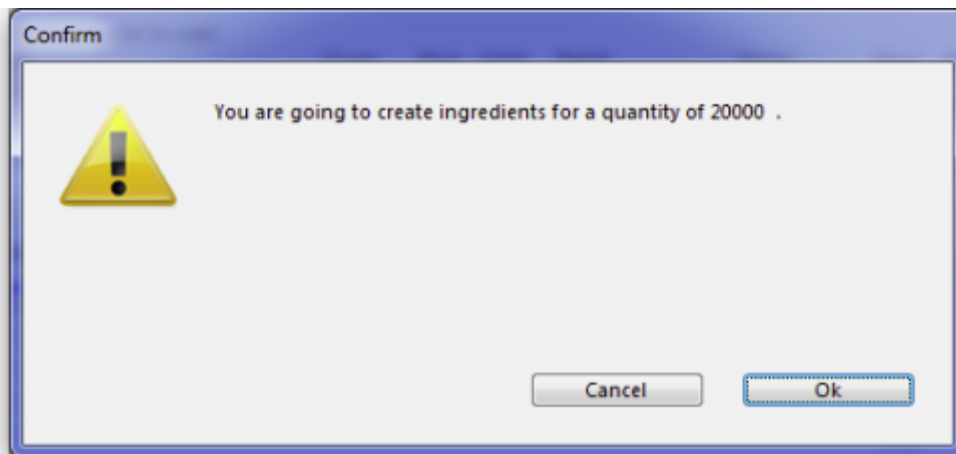 Confirm
You are going to create ingredients for a quantity of 20000 .
Cancel
Ok